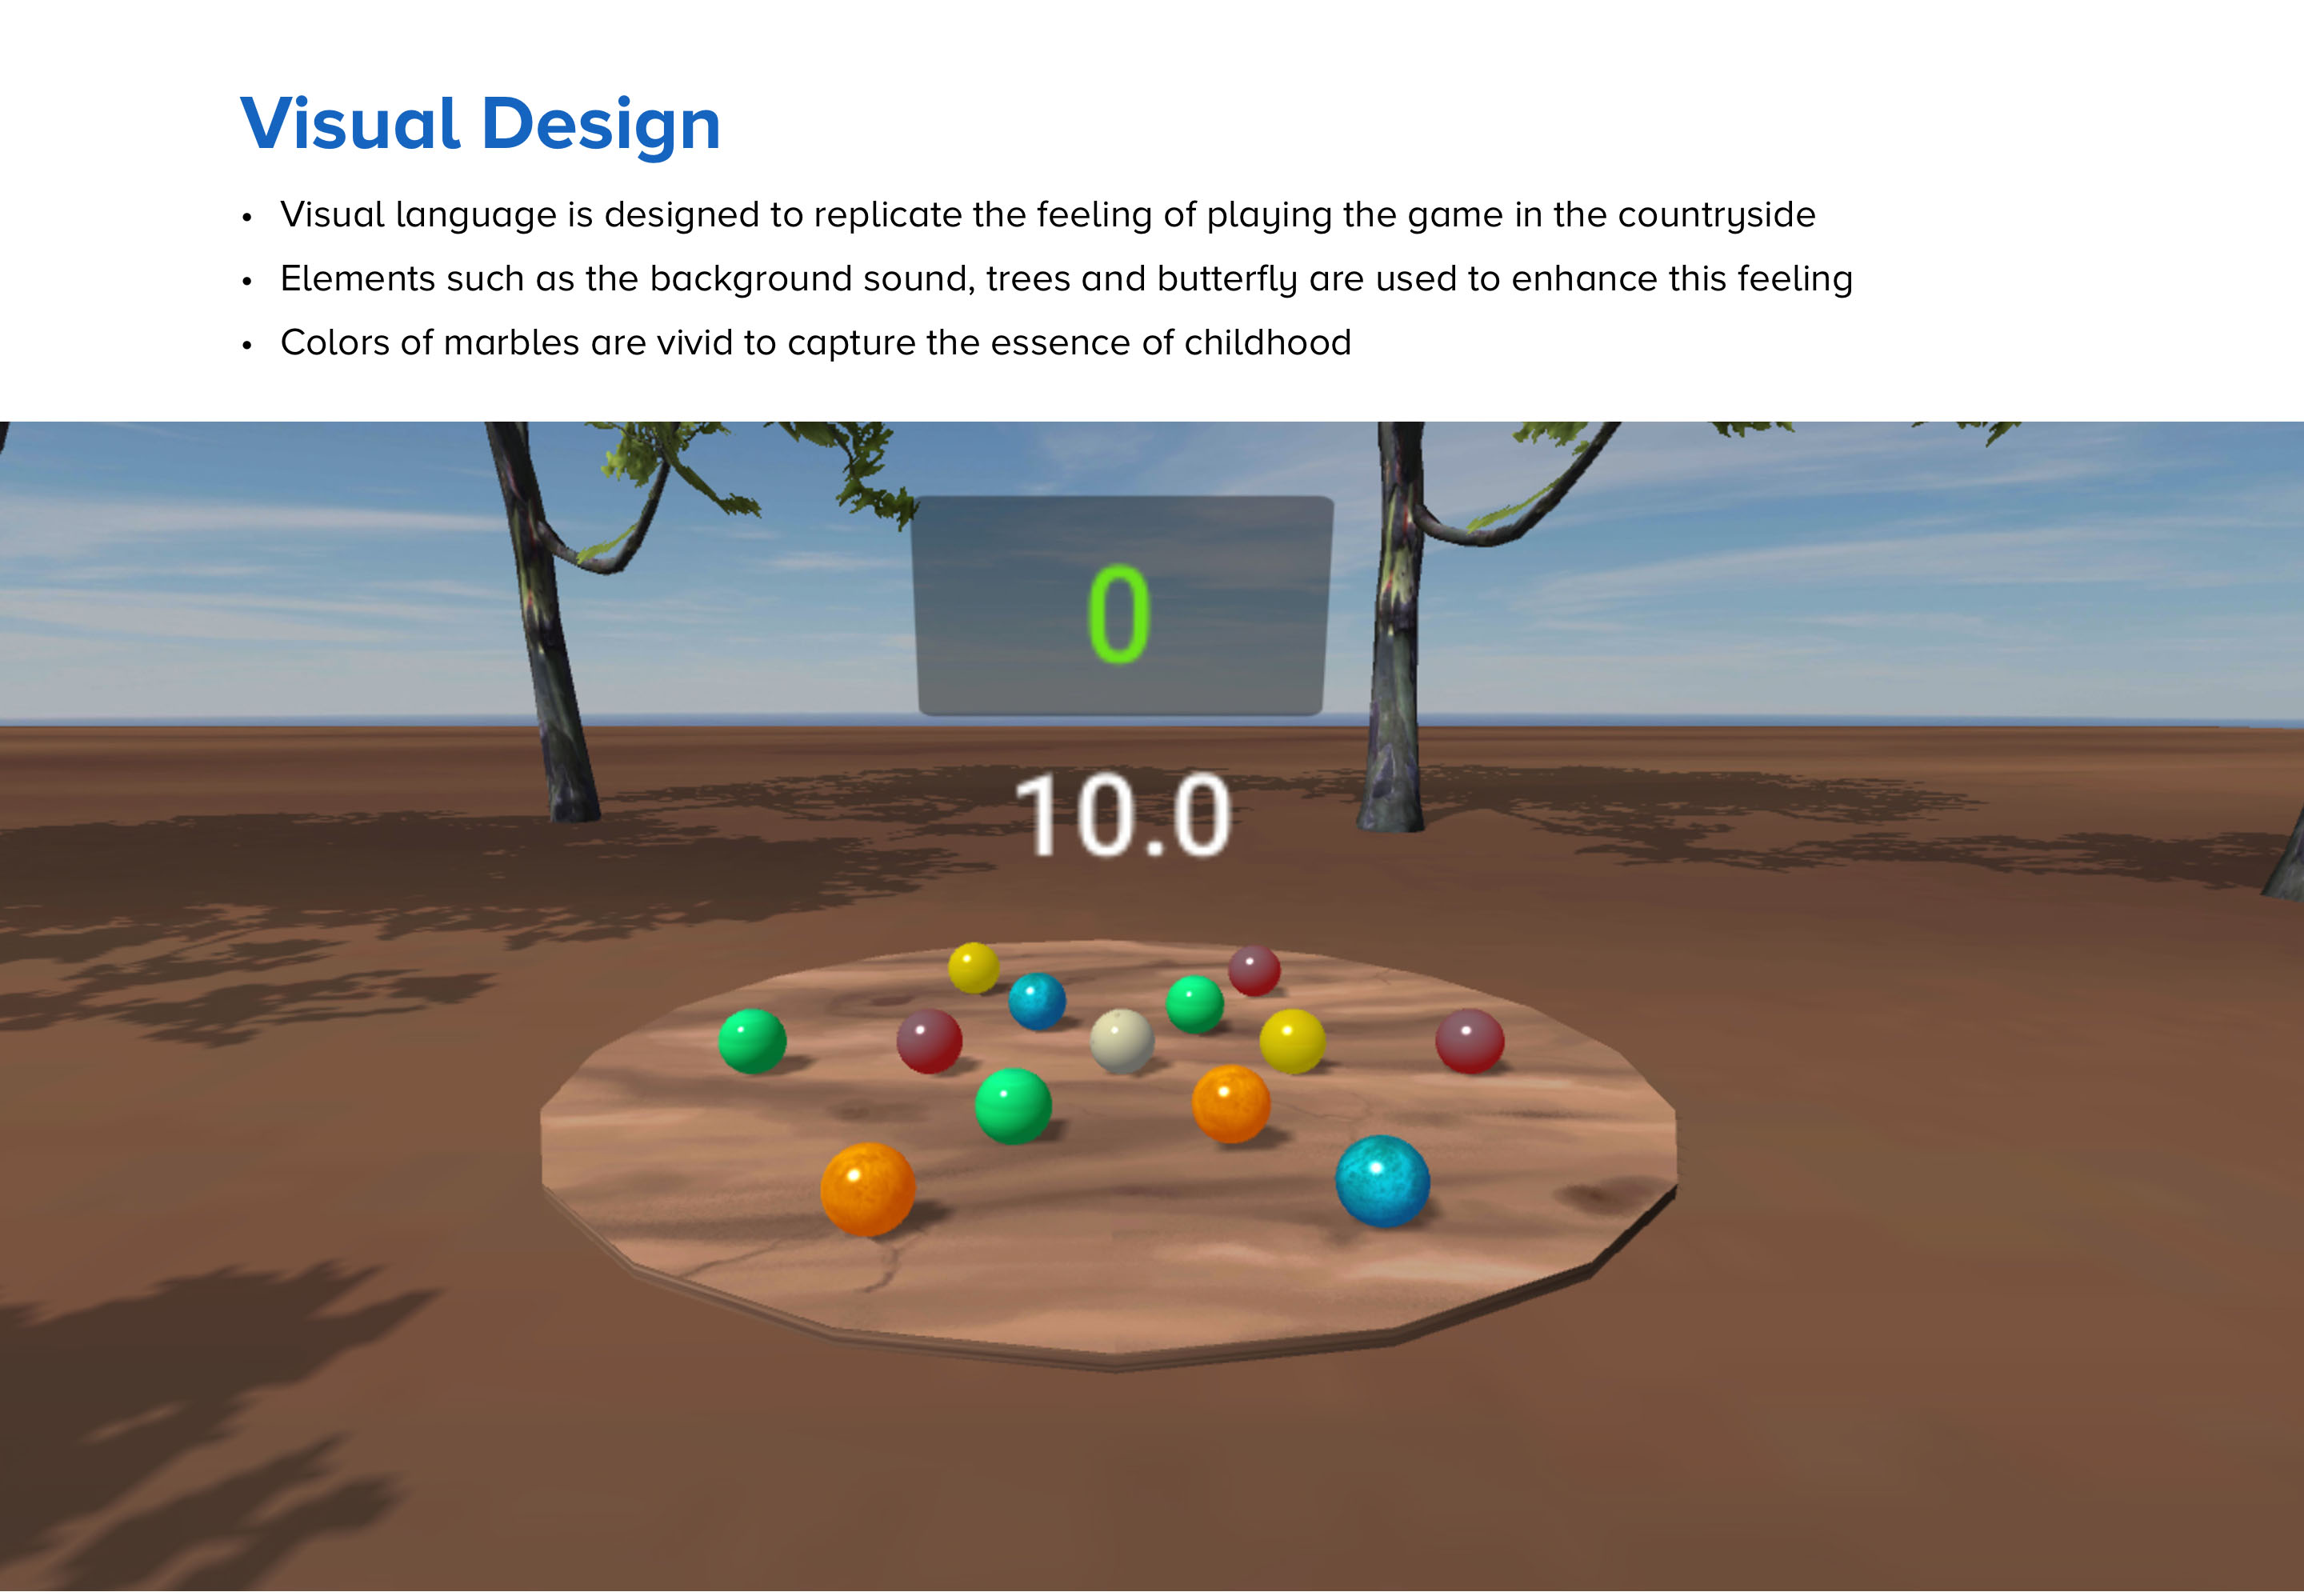 Visual Design
• Visual language is designed to replicate the feeling of playing the game in the countryside
• Elements such as the background sound, trees and butterfly are used to enhance this feeling
• Colors of marbles are vivid to capture the essence of childhood
0
10.0